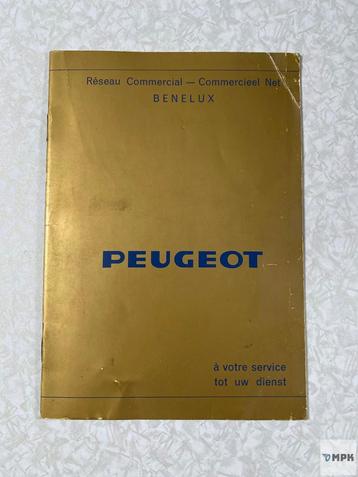 Réseau Commercial — Commercieel Net
BENELUX
PEUGEOT
à votre service
tot uw dienst
MPK